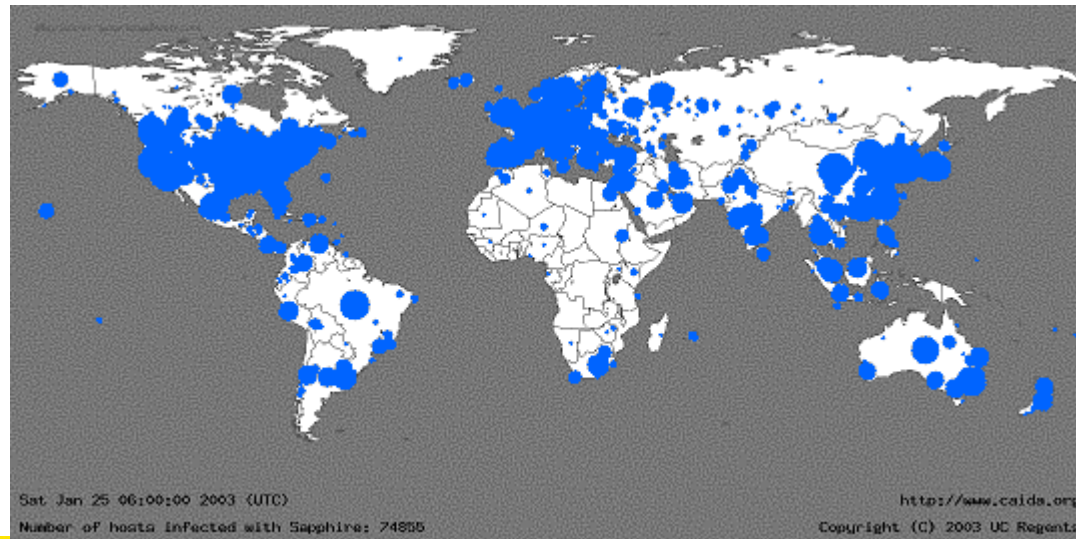 Sat Jan 25 06:00:00 2003 (UTC)
http://www.caida.org
Number of hosts infected with Sapphire: 74855
Copyright (C) 2003 UC Regents